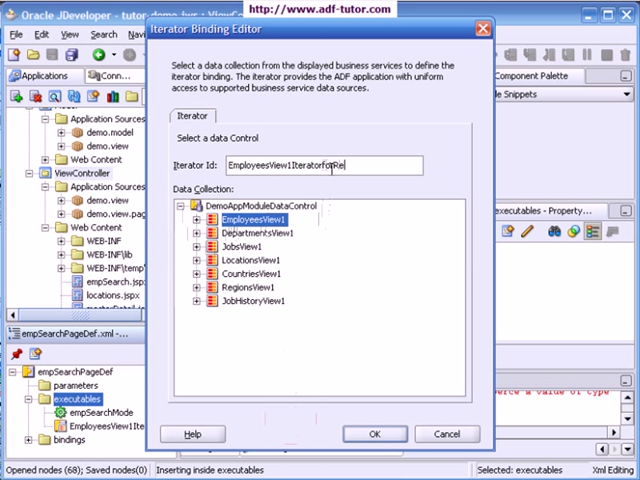 http://www.adf-tutor.com
Oracle JDeveloper - tutor-demo.jws : ViewCo
Iterator Binding Editor
File Edit View Search
Select a data collection from the displayed business services to define the
iterator binding. The iterator provides the ADF application with uniform
access to supported business service data sources.
Applications
Conn...
Component Palette
Snippets
Iterator
Select a data Control
Application Sources
demo.model
demo.view
Web Content
ViewController
Application Sources
demo.view
demo.view.pag
Web Content
WEB-INF
WEB-INF\lib
WEB-INF\temp
empSearch.jsp
locations.jspx
Iterator Id: EmployeesView1IteratorForRe
Data Collection:
DemoAppModuleDataControl
EmployeesView1
DepartmentsView1
JobsView1
LocationsView1
CountriesView1
RegionsView1
JobHistoryView1
executables - Property...
empSearchPageDef.xml -...
empSearchPageDef
parameters
executables
empSearchMode
EmployeesView1Ite
bindings
a value of type
Help OK Cancel
Opened nodes (68); Saved nodes(0) Inserting inside executables Selected: executables Xml Editing